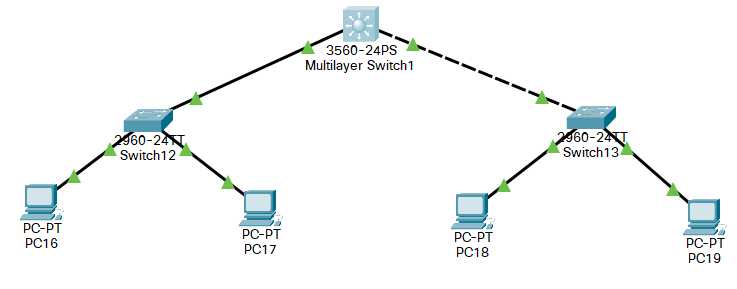 3560-24PS
Multilayer Switch1
2960-24TT
Switch12
2960-24TT
Switch13
PC-PT
PC16
PC-PT
PC17
PC-PT
PC18
PC-PT
PC19